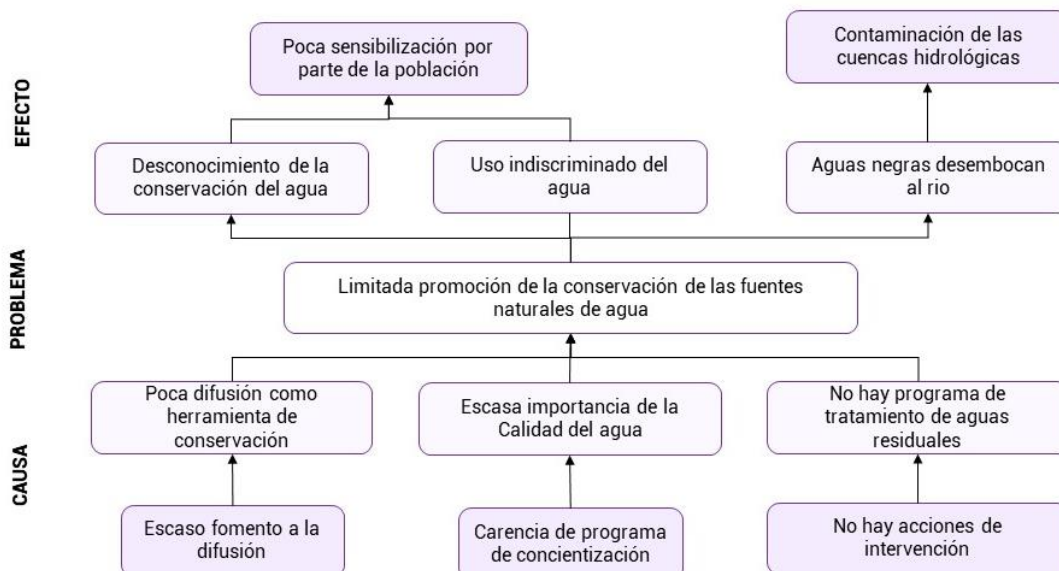 EFECTO
Poca sensibilización por
parte de la población
Contaminación de las
cuencas hidrológicas
Desconocimiento de la
conservación del agua
Uso indiscriminado del
agua
Aguas negras desembocan
al rio
PROBLEMA
Limitada promoción de la conservación de las fuentes
naturales de agua
CAUSA
Poca difusión como
herramienta de
conservación
Escasa importancia de la
Calidad del agua
No hay programa de
tratamiento de aguas
residuales
Escaso fomento a la
difusión
Carencia de programa
de concientización
No hay acciones de
intervención